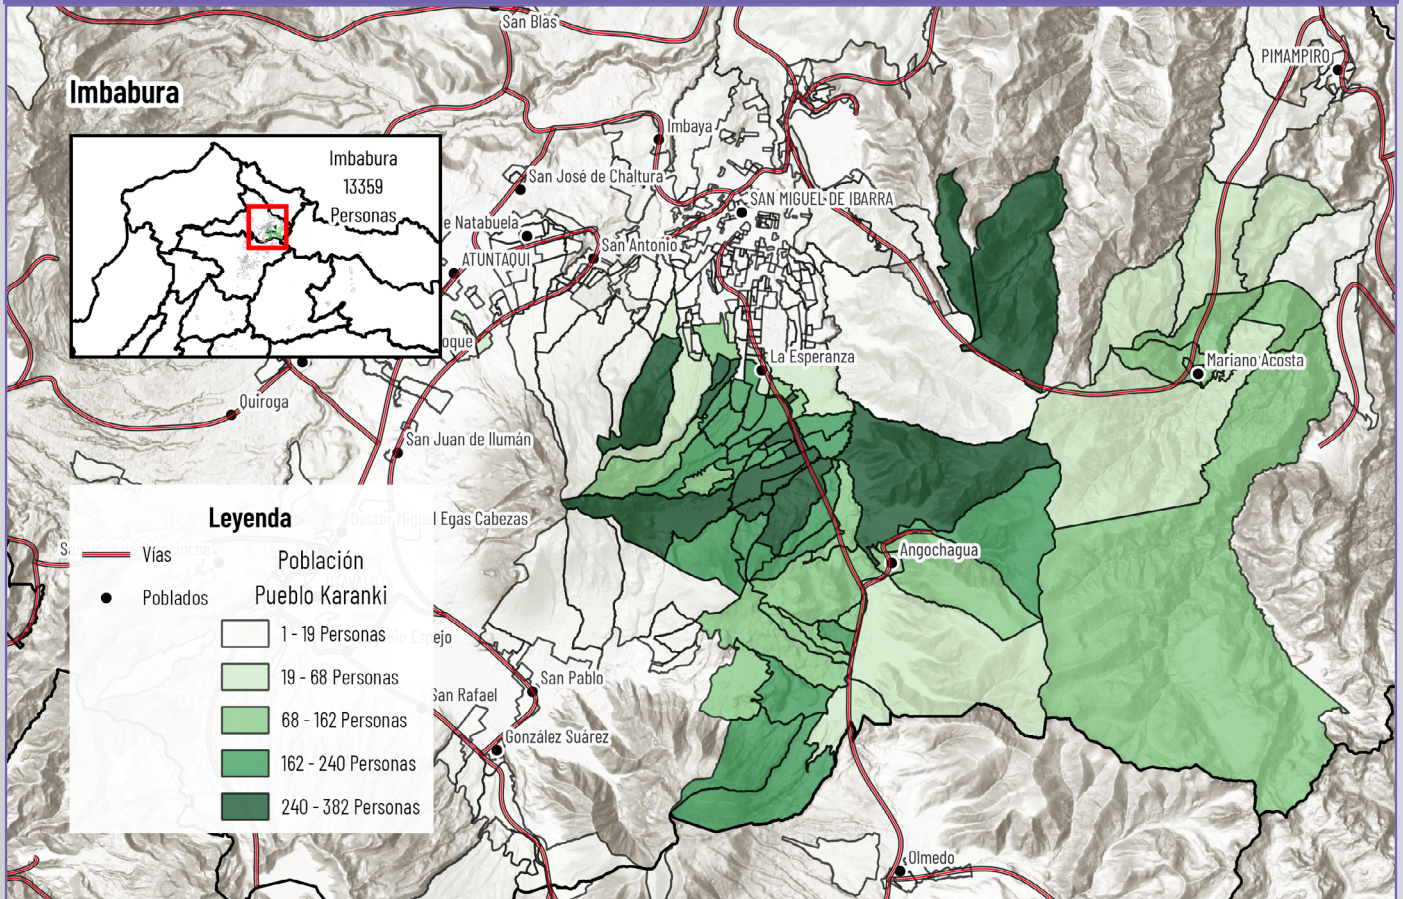 San Blas
PIMAMPIRO
Imbabura
Imbabura
13359
Personas
Imbaya
San José de Chaltura
SAN MIGUEL DE IBARRA
e Natabuela
San Antonio
ATUNTAQUI
oque
La Esperanza
Mariano Acosta
Quiroga
San Juan de Ilumán
l Egas Cabezas
Angochagua
Espejo
San Pablo
San Rafael
González Suárez
Olmedo
Leyenda
Vías
Poblados
Población
Pueblo Karanki
1 - 19 Personas
19 - 68 Personas
68 - 162 Personas
162 - 240 Personas
240 - 382 Personas